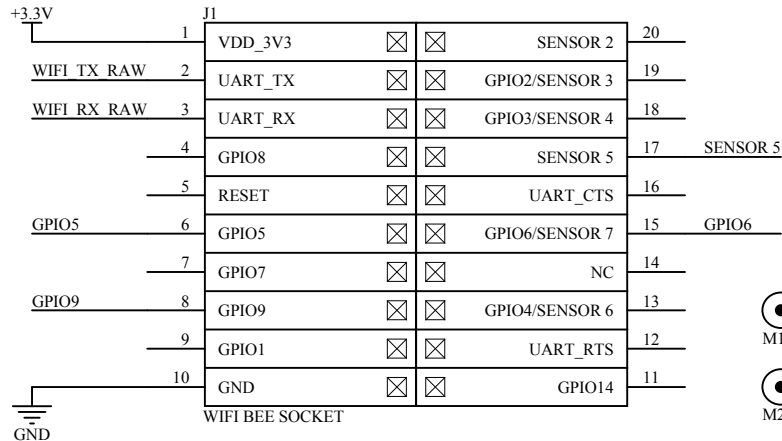 +3.3V J1
1 VDD_3V3 SENSOR 2 20
WIFI_TX_RAW 2 UART_TX GPIO2/SENSOR 3 19
WIFI_RX_RAW 3 UART_RX GPIO3/SENSOR 4 18
4 GPIO8 SENSOR 5 17 SENSOR 5
5 RESET UART_CTS 16
GPIO5 6 GPIO5 GPIO6/SENSOR 7 15 GPIO6
7 GPIO7 NC 14
GPIO9 8 GPIO9 GPIO4/SENSOR 6 13
9 GPIO1 UART_RTS 12
M1
10 GND GPIO14 11
WIFI BEE SOCKET
M2
GND